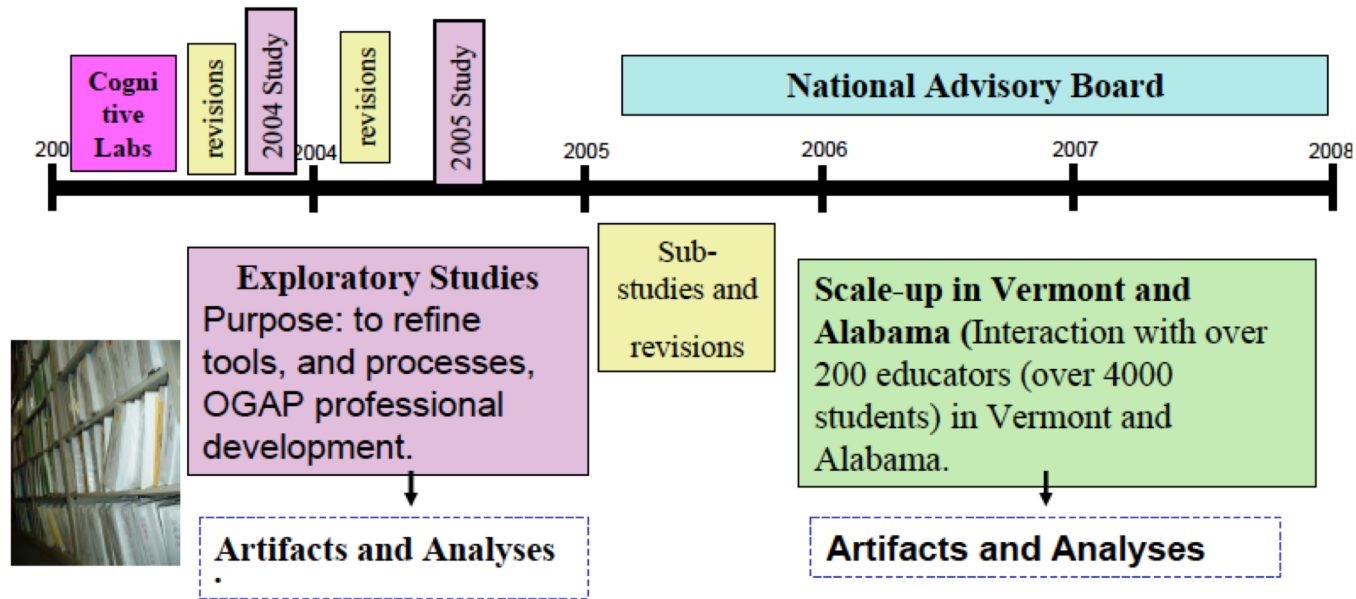 Cogni
tive
Labs
revisions
2004 Study
revisions
2005 Study
National Advisory Board
200
2004
2005
2006
2007
2008
Exploratory Studies
Purpose: to refine
tools, and processes,
OGAP professional
development.
Sub-
studies and
revisions
Scale-up in Vermont and
Alabama (Interaction with over
200 educators (over 4000
students) in Vermont and
Alabama.
Artifacts and Analyses
.
Artifacts and Analyses